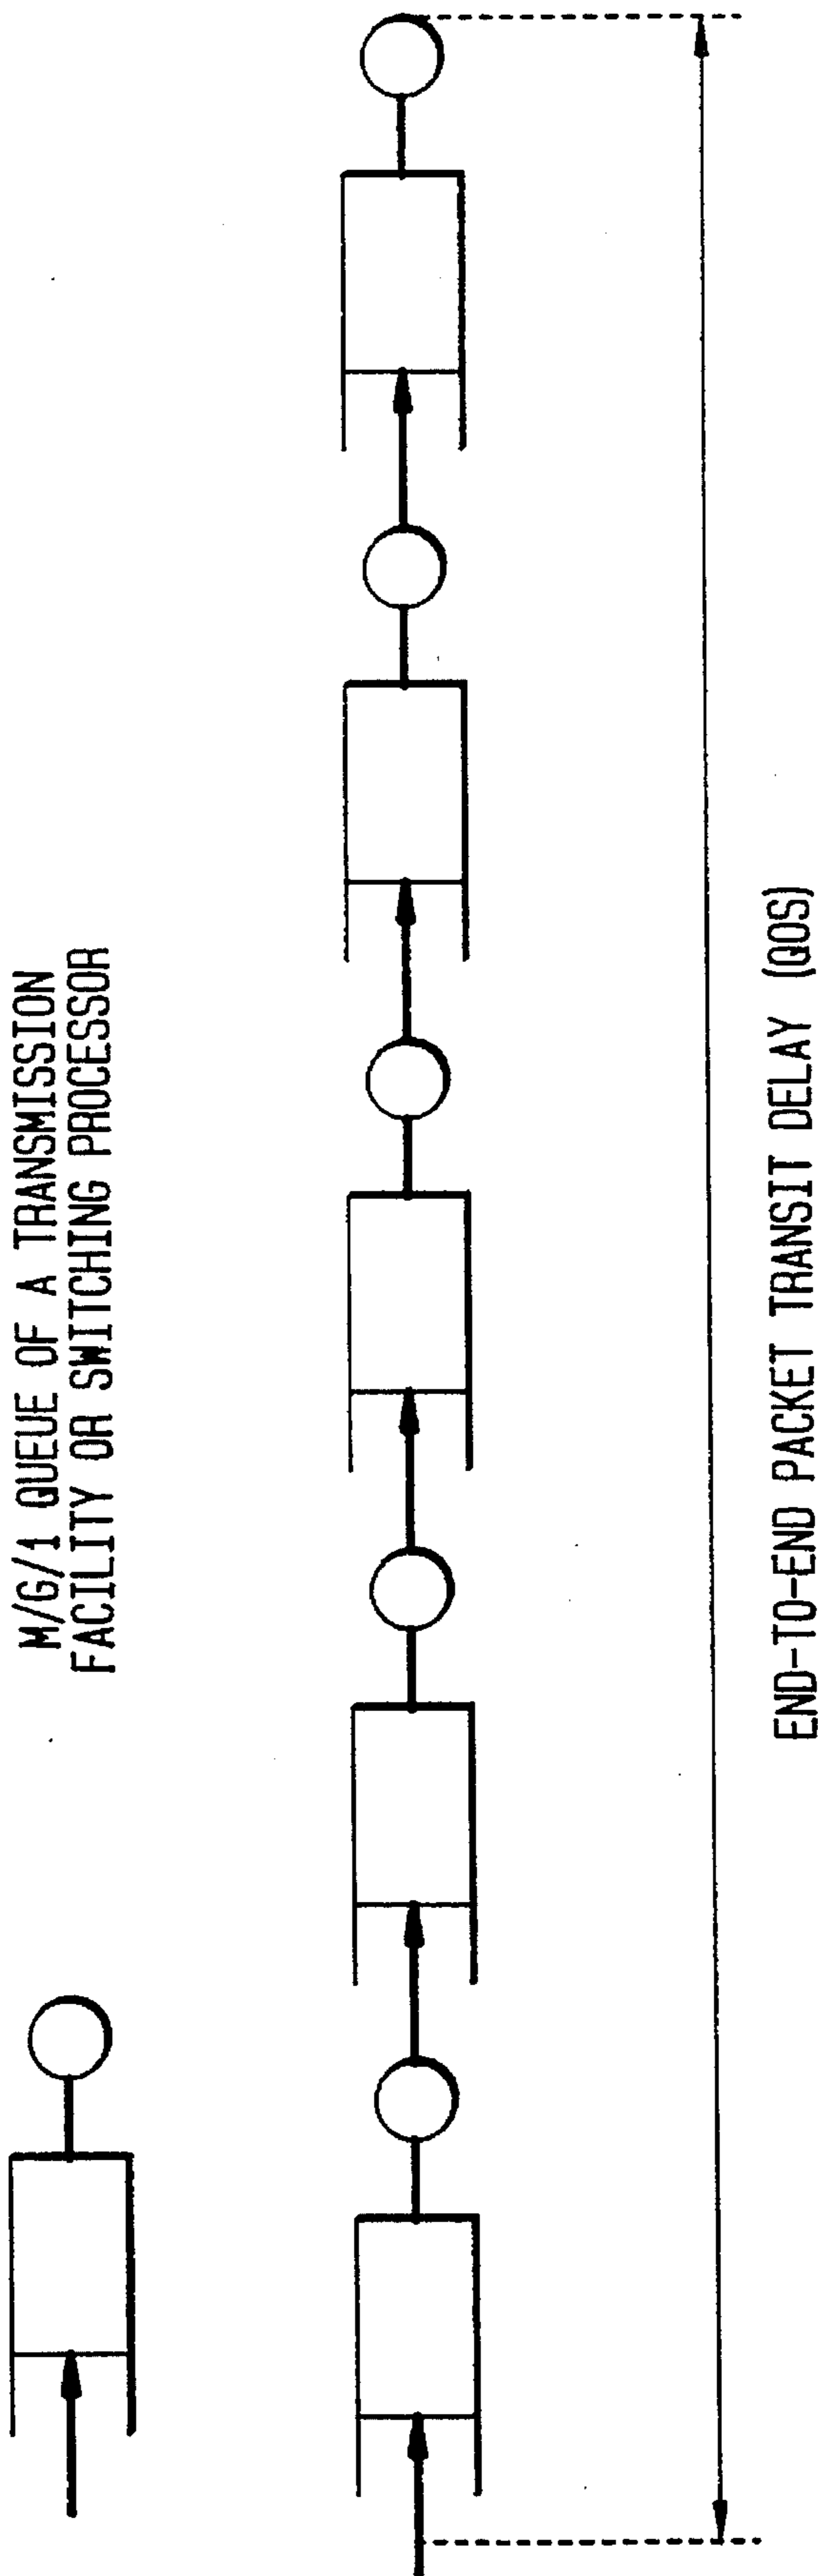 M/G/1 QUEUE OF A TRANSMISSION
FACILITY OR SWITCHING PROCESSOR
END-TO-END PACKET TRANSIT DELAY (QOS)